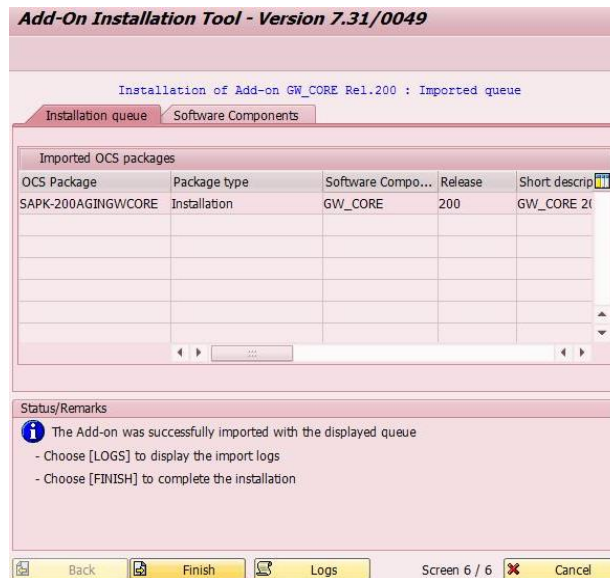 Add-On Installation Tool - Version 7.31/0049
Installation of Add-on GW_CORE Rel.200 : Imported queue
Installation queue Software Components
Imported OCS packages
OCS Package Package type Software Compo... Release Short descrip
SAPK-200AGINGWCORE Installation GW_CORE 200 GW_CORE 20
Status/Remarks
The Add-on was successfully imported with the displayed queue
- Choose [LOGS] to display the import logs
- Choose [FINISH] to complete the installation
Back Finish Logs Screen 6 / 6 Cancel